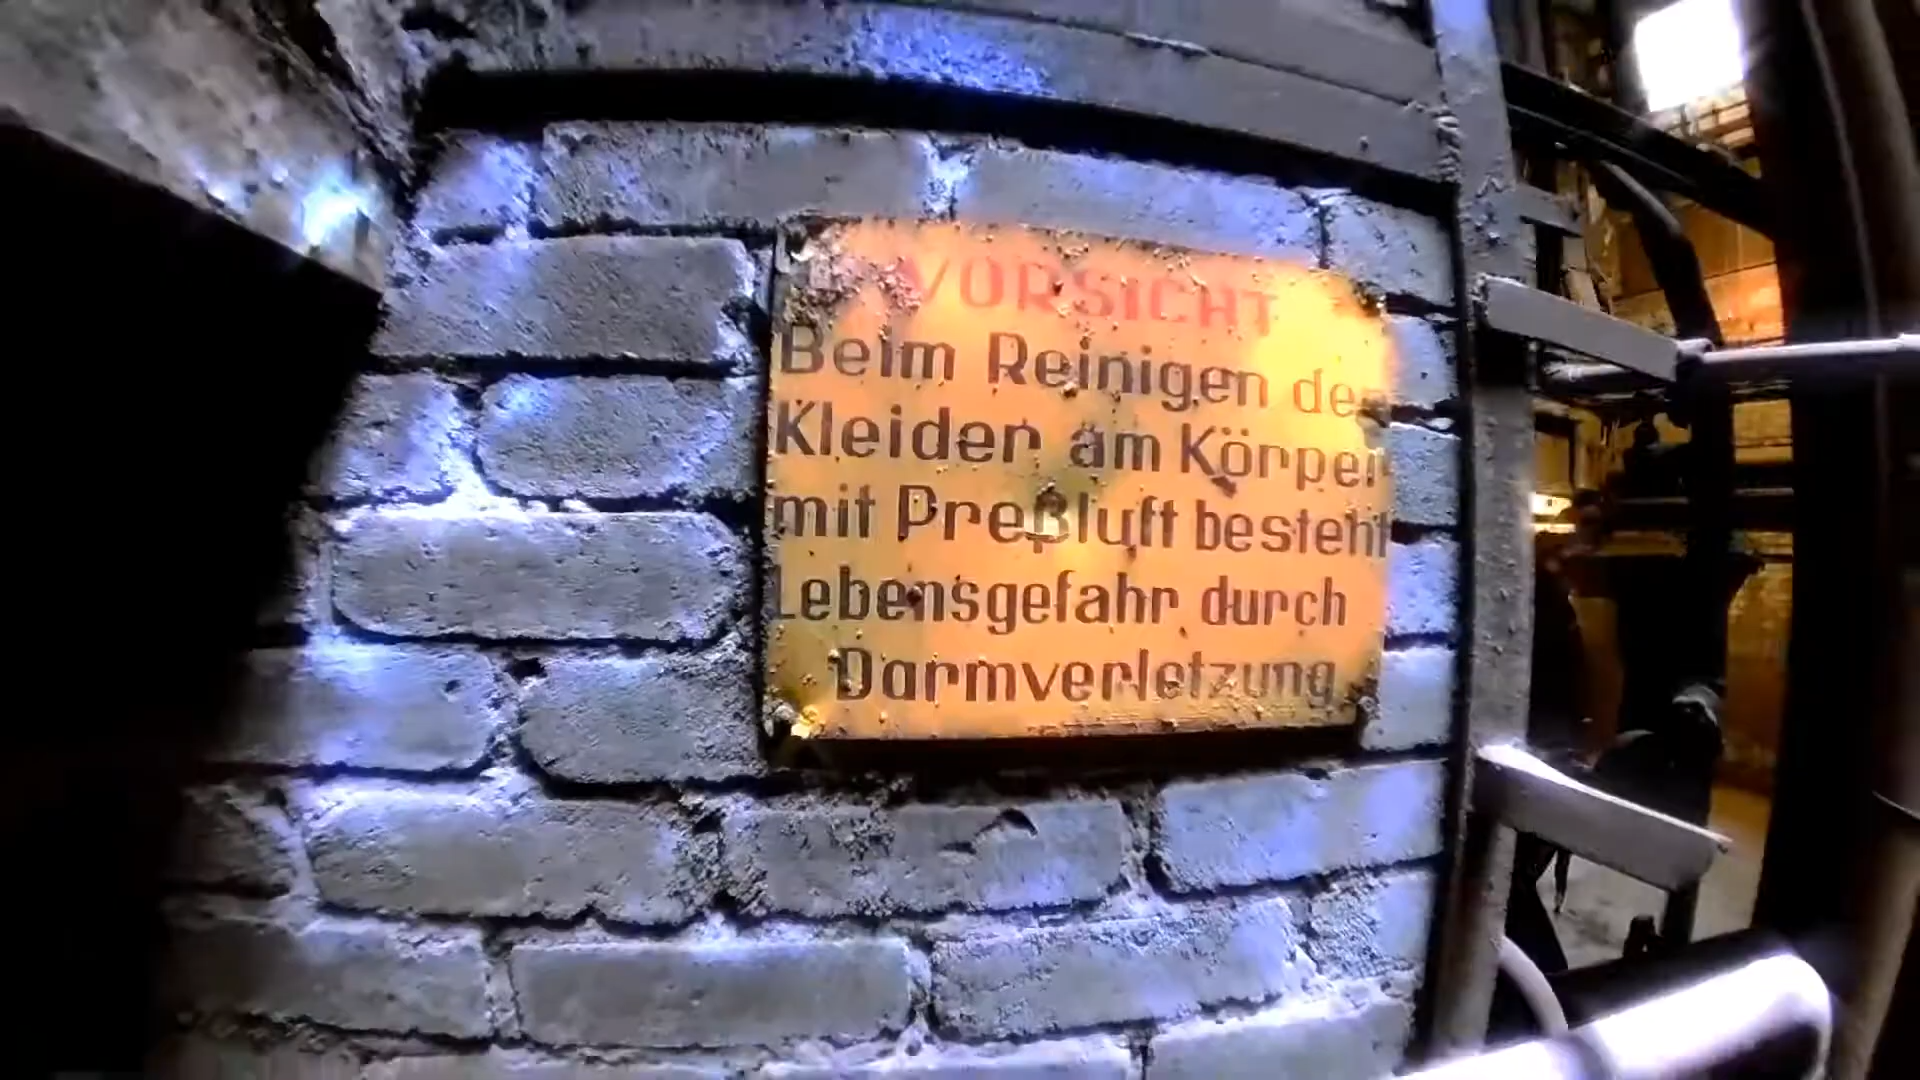 VORSICHT
Beim Reinigen der
Kleider am Körper
mit Preßluft besteht
Lebensgefahr durch
Darmverletzung